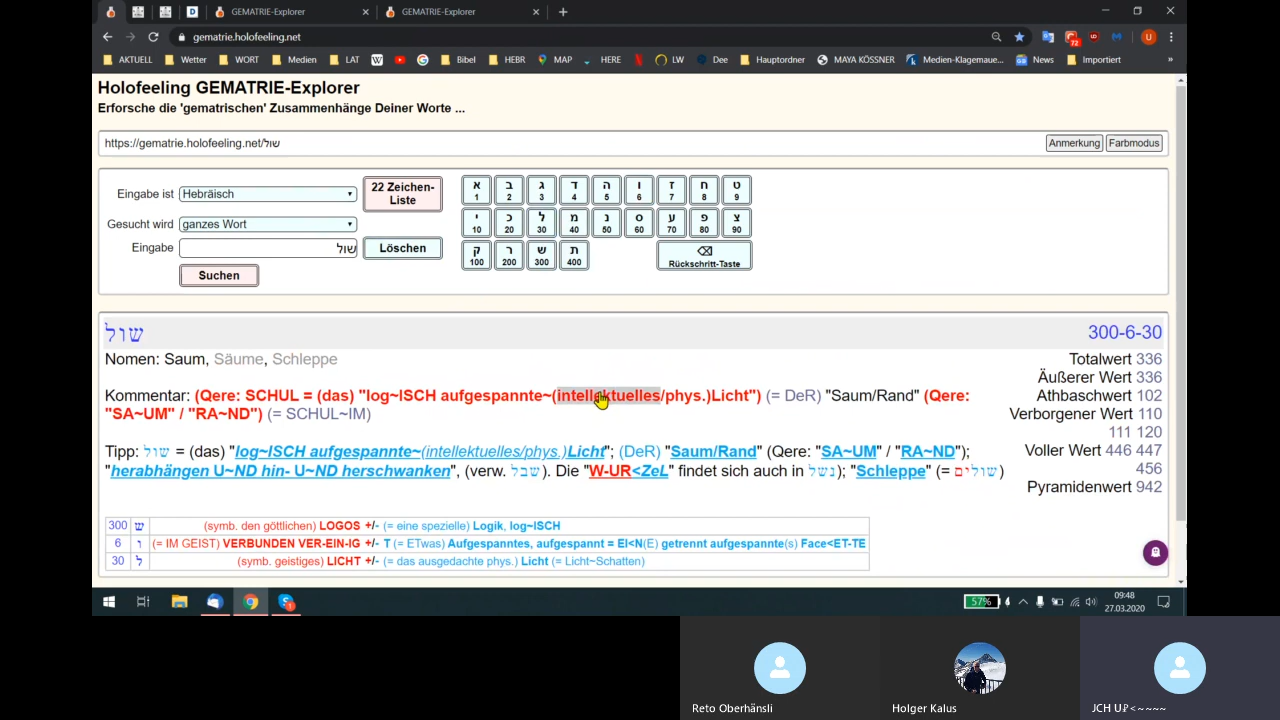 GEMATRIE-Explorer
GEMATRIE-Explorer
gematrie.holofeeling.net
72
U
AKTUELL Wetter WORT Medien LAT Bibel HEBR MAP HERE LW Dee Hauptordner MAYA KÖSSNER Medien-Klagemaue... News Importiert »
Holofeeling GEMATRIE-Explorer
Erforsche die 'gematrischen' Zusammenhänge Deiner Worte ...
https://gematrie.holofeeling.net/שול
Anmerkung Farbmodus
Eingabe ist Hebräisch
22 Zeichen-
Liste
Gesucht wird ganzes Wort
Eingabe שול
Löschen
Suchen
א ב ג ד ה ו ז ח ט
1 2 3 4 5 6 7 8 9
י כ ל מ נ ס ע פ צ
10 20 30 40 50 60 70 80 90
ק ר ש ת ⌫
100 200 300 400 Rückschritt-Taste
שול 300-6-30
Nomen: Saum, Säume, Schleppe
Kommentar: (Qere: SCHUL = (das) "log~ISCH aufgespannte~(intellektuelles/phys.)Licht") (= DeR) "Saum/Rand" (Qere:
"SA~UM" / "RA~ND") (= SCHUL~IM)
Tipp: שול = (das) "log~ISCH aufgespannte~(intellektuelles/phys.)Licht"; (DeR) "Saum/Rand" (Qere: "SA~UM" / "RA~ND");
"herabhängen U~ND hin- U~ND herschwanken", (verw. שבל). Die "W-UR<ZeL" findet sich auch in נשל); "Schleppe" (= שולים)
Totalwert 336
Äußerer Wert 336
Athbaschwert 102
Verborgener Wert 110
111 120
Voller Wert 446 447
456
Pyramidenwert 942
300 ש (symb. den göttlichen) LOGOS +/- (= eine spezielle) Logik, log~ISCH
6 ו (= IM GEIST) VERBUNDEN VER-EIN-IG +/- T (= ETwas) Aufgespanntes, aufgespannt = EI<N(E) getrennt aufgespannte(s) Face<ET-TE
30 ל (symb. geistiges) LICHT +/- (= das ausgedachte phys.) Licht (= Licht~Schatten)
57%
09:48
27.03.2020
Reto Oberhänsli
Holger Kalus